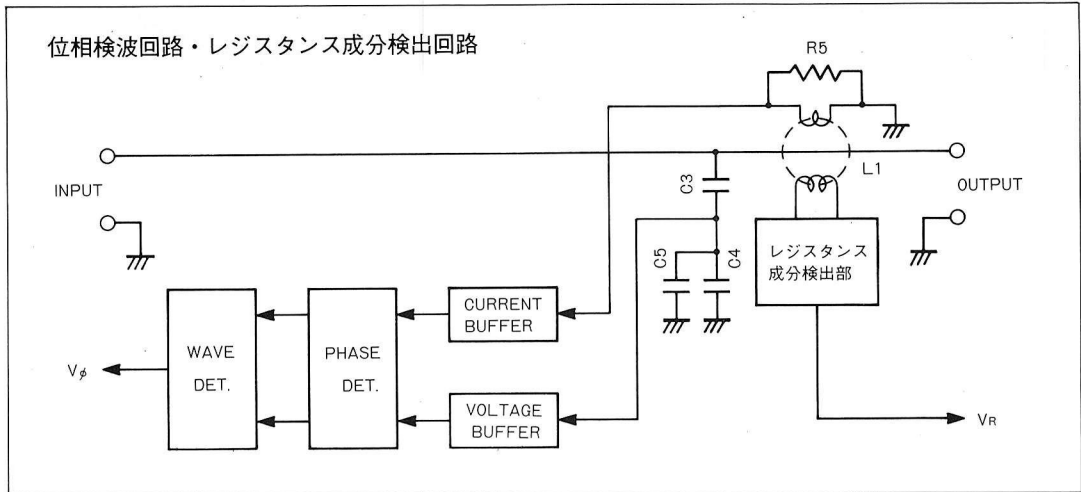 位相検波回路・レジスタンス成分検出回路
R5
INPUT
C3
L1
OUTPUT
C5
C4
レジスタンス
成分検出部
CURRENT
BUFFER
WAVE
DET.
PHASE
DET.
Vφ
VOLTAGE
BUFFER
VR